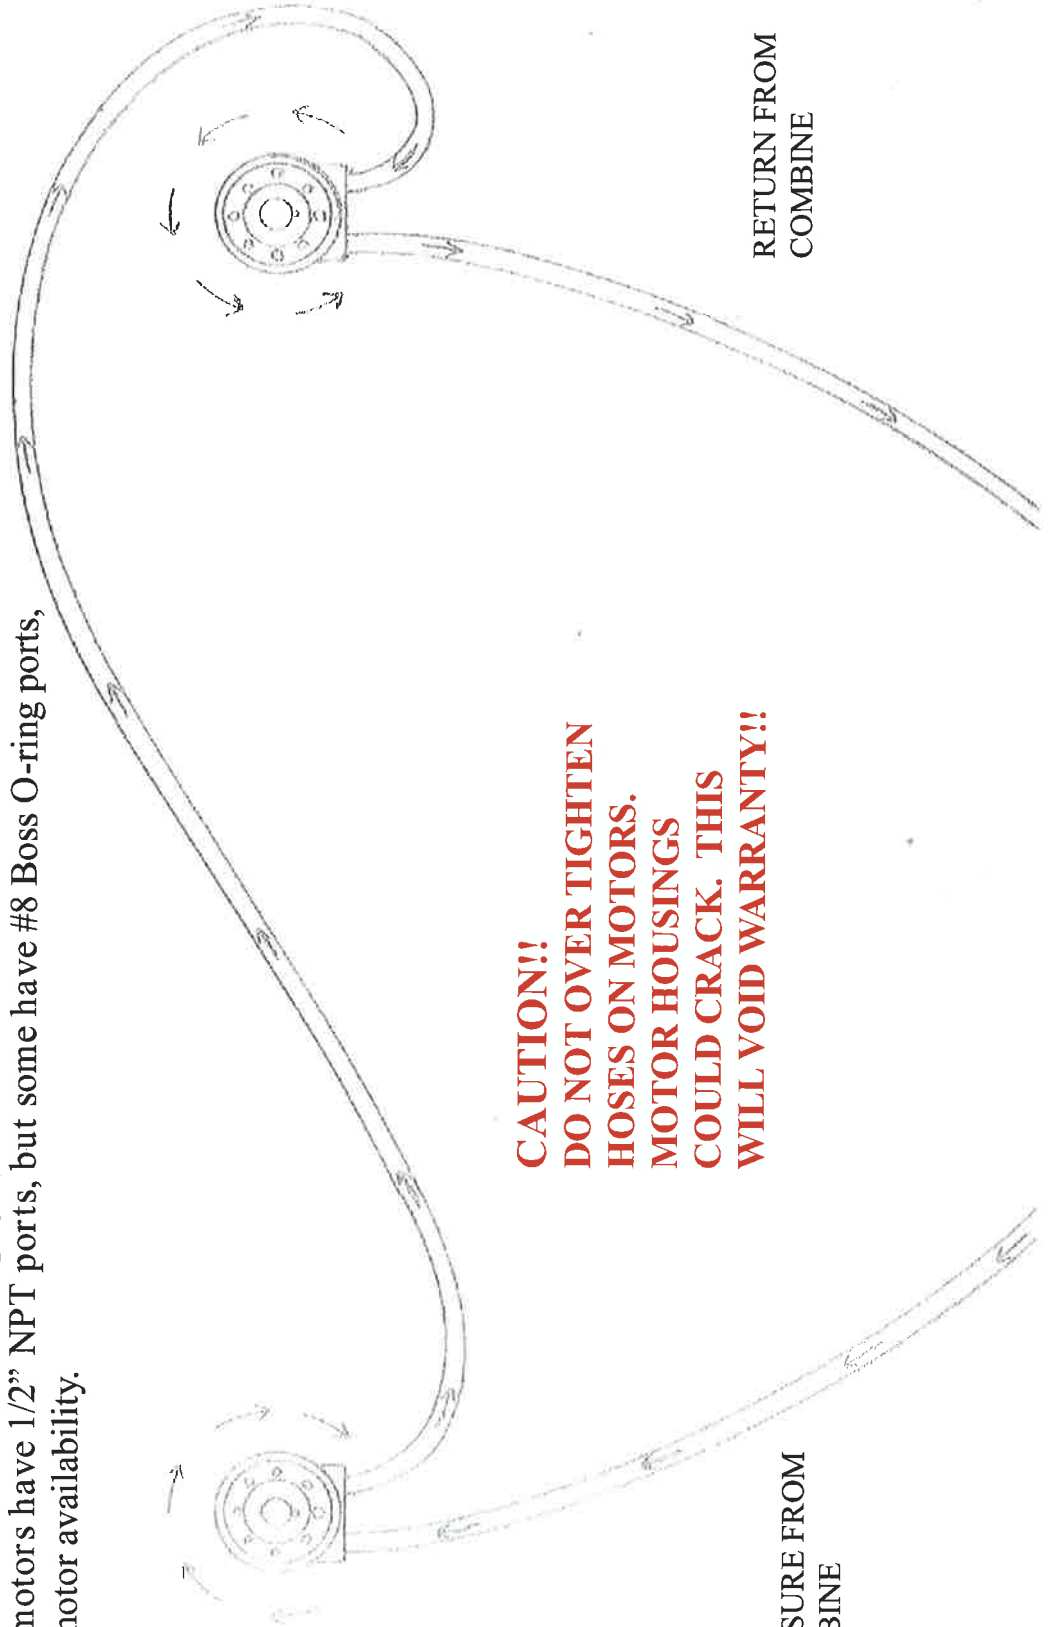 motors have 1/2” NPT ports, but some have #8 Boss O-ring ports,
motor availability.
CAUTION!!
DO NOT OVER TIGHTEN
HOSES ON MOTORS.
MOTOR HOUSINGS
COULD CRACK.  THIS
WILL VOID WARRANTY!!
SURE FROM
BINE
RETURN FROM
COMBINE